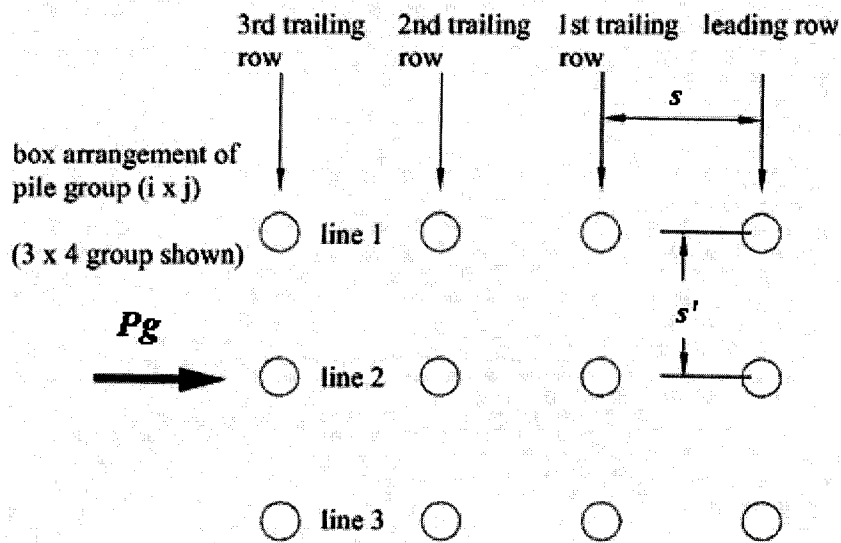 3rd trailing row
2nd trailing row
1st trailing row
leading row
s
box arrangement of
pile group (i x j)
(3 x 4 group shown)
line 1
s'
Pg
line 2
line 3